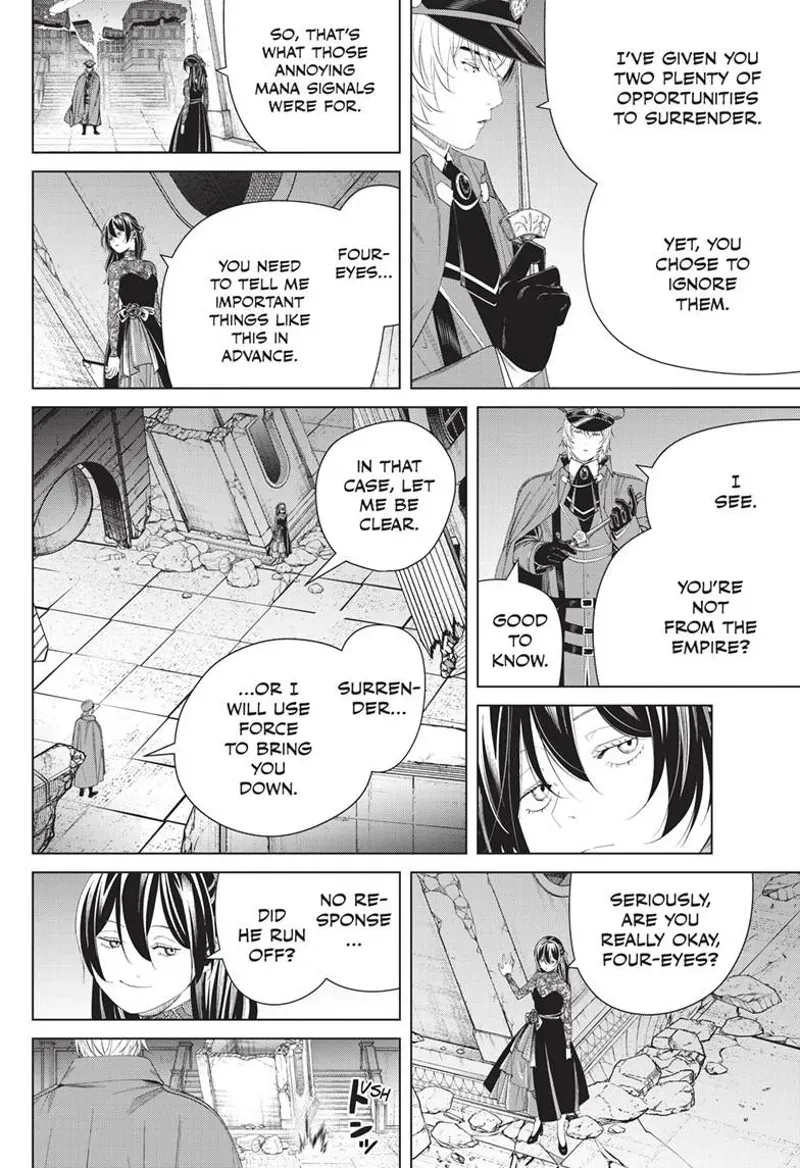 I'VE GIVEN YOU
TWO PLENTY OF
OPPORTUNITIES
TO SURRENDER.
YET, YOU
CHOSE TO
IGNORE
THEM.
SO, THAT'S
WHAT THOSE
ANNOYING
MANA SIGNALS
WERE FOR.
FOUR-
EYES...
YOU NEED
TO TELL ME
IMPORTANT
THINGS LIKE
THIS IN
ADVANCE.
I
SEE.
YOU'RE
NOT
FROM THE
EMPIRE?
GOOD
TO
KNOW.
IN THAT
CASE, LET
ME BE
CLEAR.
SURREN-
DER...
...OR I
WILL USE
FORCE
TO BRING
YOU
DOWN.
SERIOUSLY,
ARE YOU
REALLY OKAY,
FOUR-EYES?
NO RE-
SPONSE
...
DID
HE RUN
OFF?
VSH
ドンッ